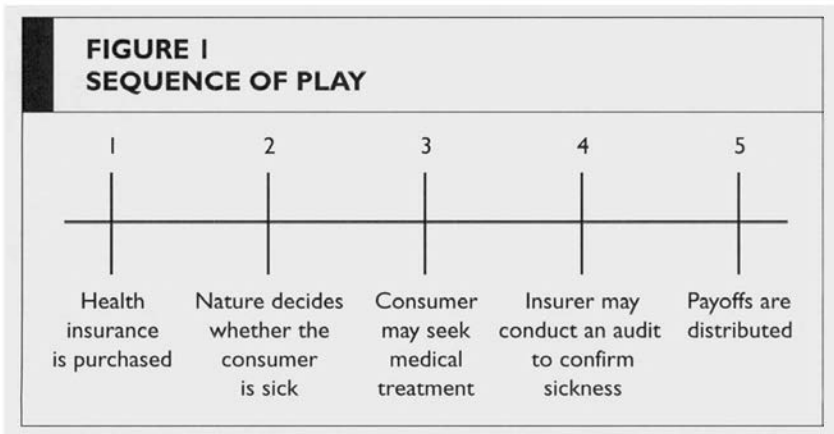 FIGURE 1
SEQUENCE OF PLAY
1 2 3 4 5
Health
insurance
is purchased
Nature decides
whether the
consumer
is sick
Consumer
may seek
medical
treatment
Insurer may
conduct an audit
to confirm
sickness
Payoffs are
distributed